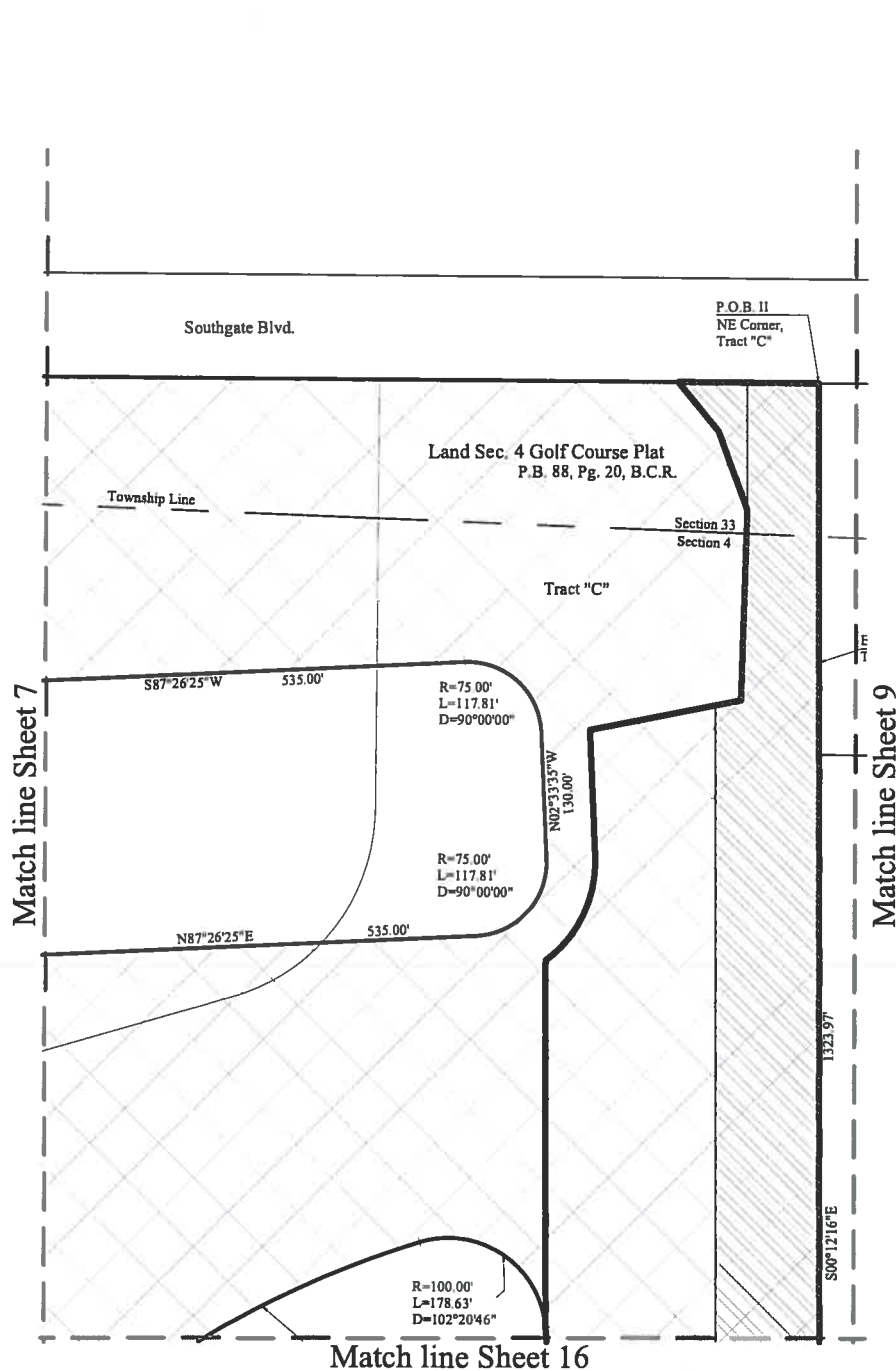 Southgate Blvd.
P.O.B. II
NE Corner,
Tract "C"
Land Sec. 4 Golf Course Plat
P.B. 88, Pg. 20, B.C.R.
Township Line
Section 33
Section 4
Tract "C"
S87°26'25"W 535.00'
R=75.00'
L=117.81'
D=90°00'00"
N02°33'35"W
130.00'
R=75.00'
L=117.81'
D=90°00'00"
N87°26'25"E 535.00'
Match line Sheet 7
Match line Sheet 9
1323.97'
S00°12'16"E
R=100.00'
L=178.63'
D=102°20'46"
Match line Sheet 16